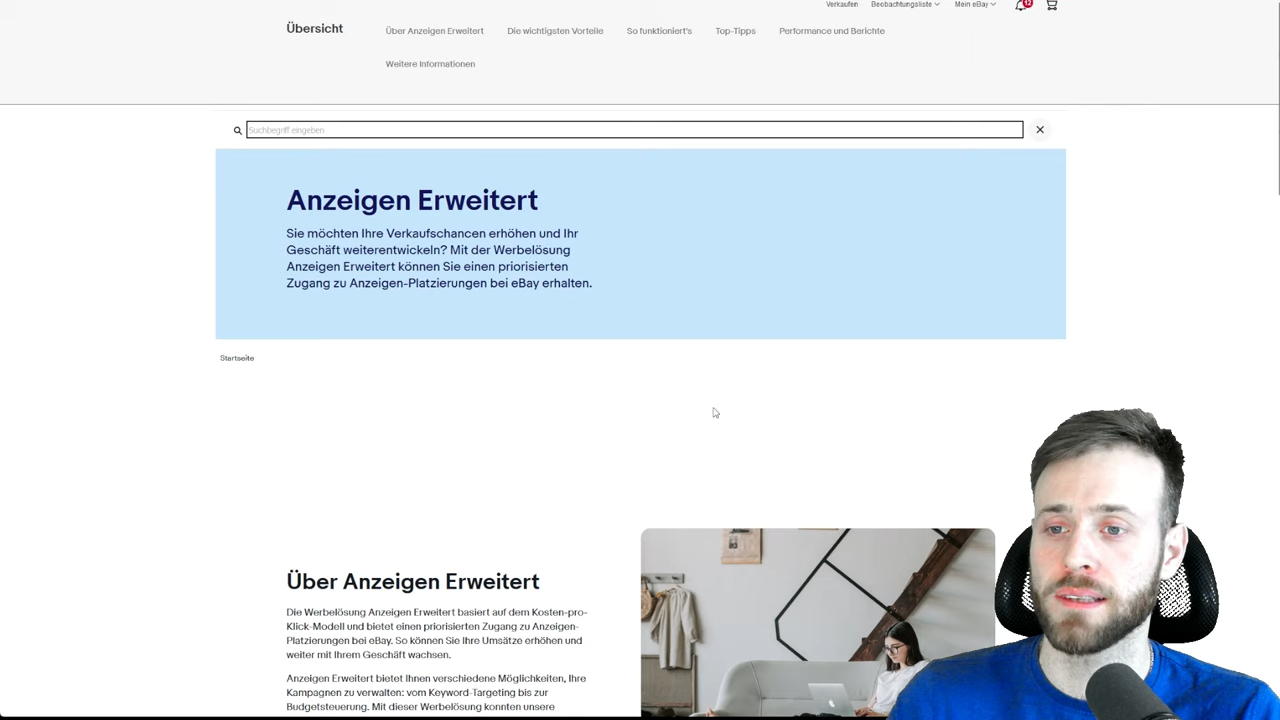 Verkaufen Beobachtungsliste Mein eBay 12
Übersicht Über Anzeigen Erweitert Die wichtigsten Vorteile So funktioniert's Top-Tipps Performance und Berichte
Weitere Informationen
Suchbegriff eingeben
Anzeigen Erweitert
Sie möchten Ihre Verkaufschancen erhöhen und Ihr
Geschäft weiterentwickeln? Mit der Werbelösung
Anzeigen Erweitert können Sie einen priorisierten
Zugang zu Anzeigen-Platzierungen bei eBay erhalten.
Startseite
Über Anzeigen Erweitert
Die Werbelösung Anzeigen Erweitert basiert auf dem Kosten-pro-
Klick-Modell und bietet einen priorisierten Zugang zu Anzeigen-
Platzierungen bei eBay. So können Sie Ihre Umsätze erhöhen und
weiter mit Ihrem Geschäft wachsen.
Anzeigen Erweitert bietet Ihnen verschiedene Möglichkeiten, Ihre
Kampagnen zu verwalten: vom Keyword-Targeting bis zur
Budgetsteuerung. Mit dieser Werbelösung konnten unsere